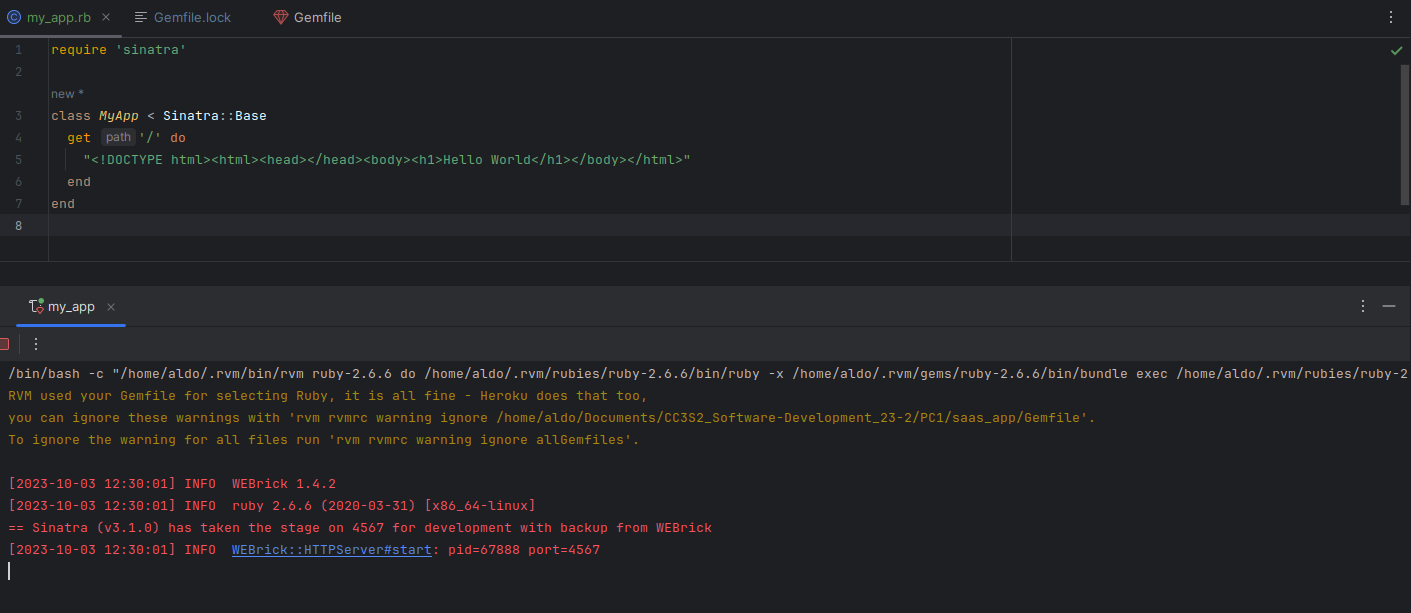 my_app.rb
Gemfile.lock
Gemfile
1 require 'sinatra'
2
new *
3 class MyApp < Sinatra::Base
4 get path '/' do
5 "<!DOCTYPE html><html><head></head><body><h1>Hello World</h1></body></html>"
6 end
7 end
8
my_app
/bin/bash -c "/home/aldo/.rvm/bin/rvm ruby-2.6.6 do /home/aldo/.rvm/rubies/ruby-2.6.6/bin/ruby -x /home/aldo/.rvm/gems/ruby-2.6.6/bin/bundle exec /home/aldo/.rvm/rubies/ruby-2
RVM used your Gemfile for selecting Ruby, it is all fine - Heroku does that too,
you can ignore these warnings with 'rvm rvmrc warning ignore /home/aldo/Documents/CC3S2_Software-Development_23-2/PC1/saas_app/Gemfile'.
To ignore the warning for all files run 'rvm rvmrc warning ignore allGemfiles'.
[2023-10-03 12:30:01] INFO  WEBrick 1.4.2
[2023-10-03 12:30:01] INFO  ruby 2.6.6 (2020-03-31) [x86_64-linux]
== Sinatra (v3.1.0) has taken the stage on 4567 for development with backup from WEBrick
[2023-10-03 12:30:01] INFO  WEBrick::HTTPServer#start: pid=67888 port=4567